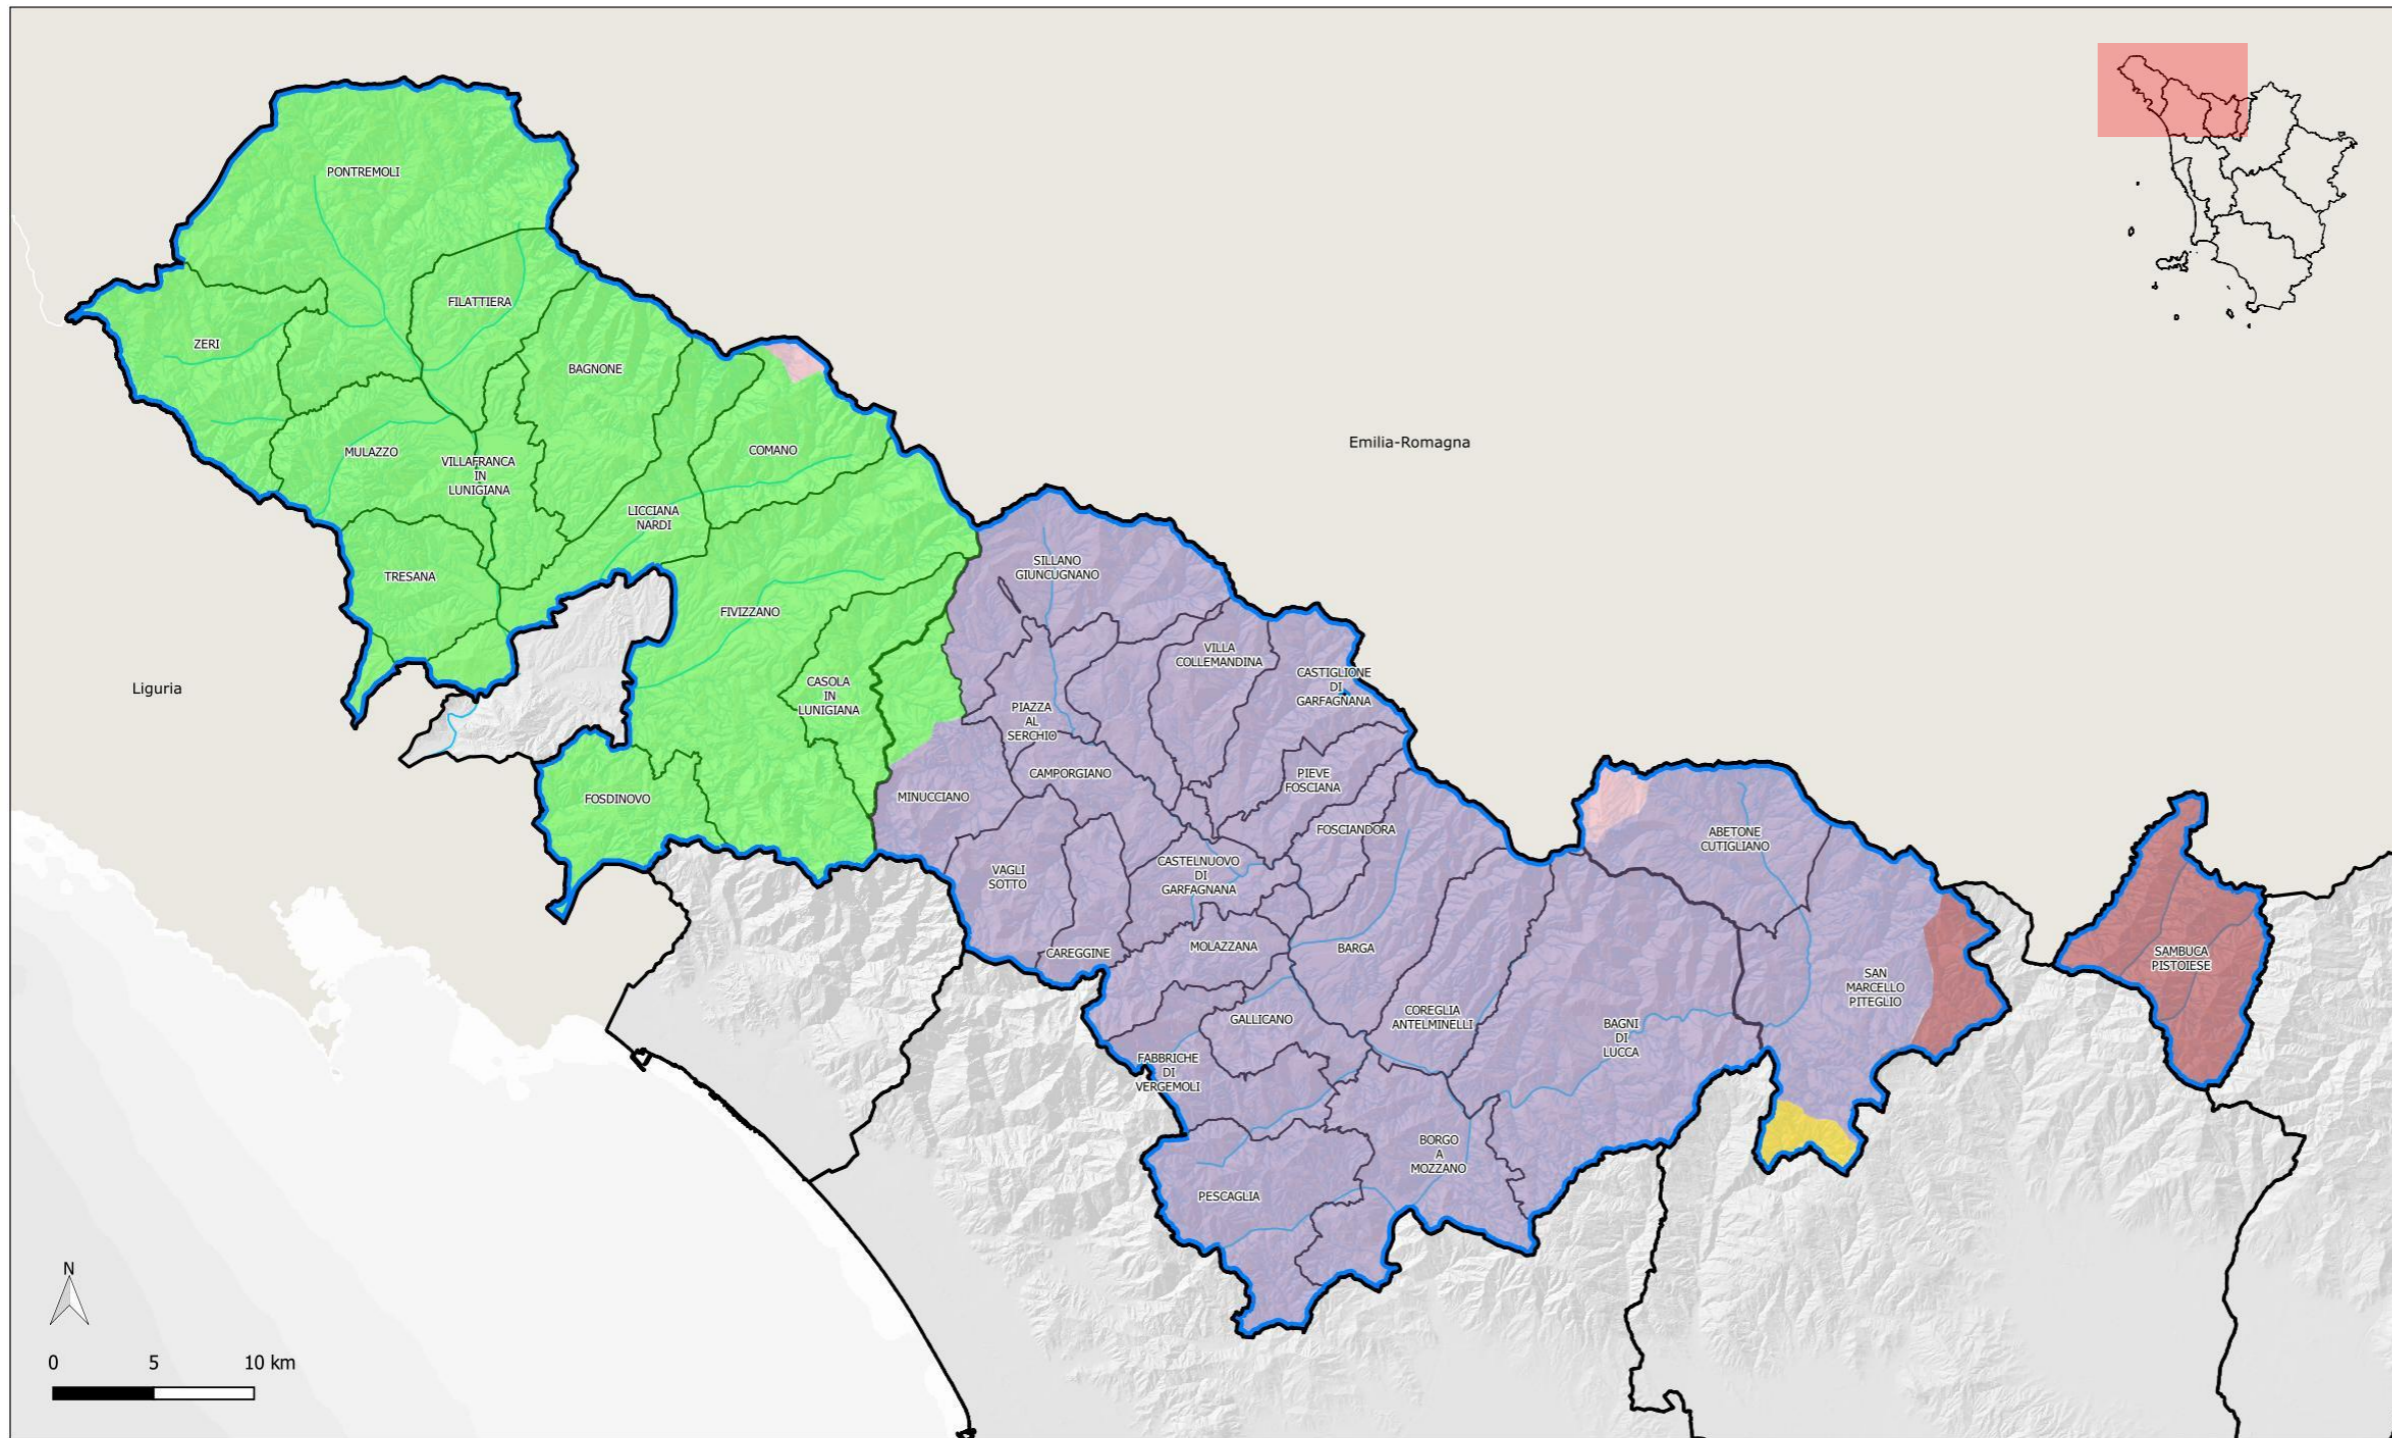 PONTREMOLI
FILATTIERA
ZERI
BAGNONE
Emilia-Romagna
MULAZZO
COMANO
VILLAFRANCA
IN
LUNIGIANA
LICCIANA
NARDI
SILLANO
GIUNCUGNANO
TRESANA
FIVIZZANO
VILLA
COLLEMANDINA
CASTIGLIONE
DI
GARFAGNANA
Liguria
CASOLA
IN
LUNIGIANA
PIAZZA
AL
SERCHIO
CAMPORGIANO
PIEVE
FOSCIANA
MINUCCIANO
FOSDINOVO
FOSCIANDORA
ABETONE
CUTIGLIANO
VAGLI
SOTTO
CASTELNUOVO
DI
GARFAGNANA
CAREGGINE
MOLAZZANA
BARGA
SAMBUCA
PISTOIESE
SAN
MARCELLO
PITEGLIO
GALLICANO
COREGLIA
ANTELMINELLI
BAGNI
DI
LUCCA
FABBRICHE
DI
VERGEMOLI
BORGO
A
MOZZANO
PESCAGLIA
N
0 5 10 km